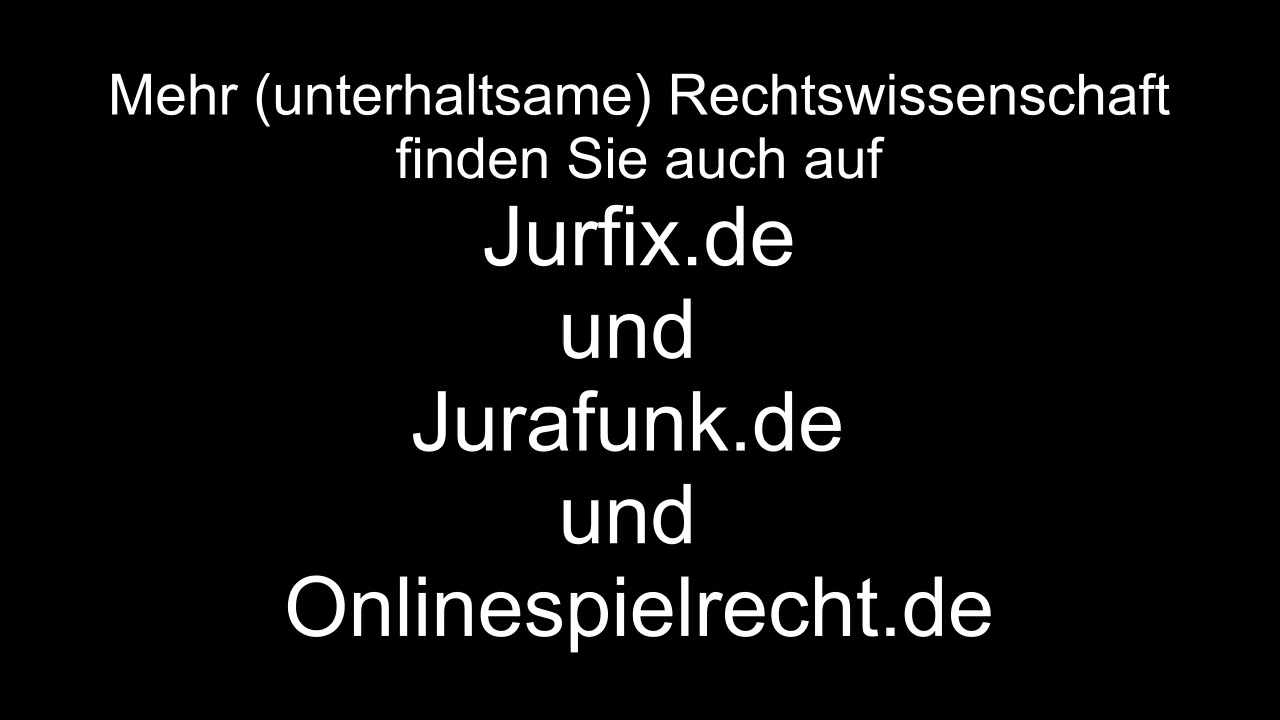 Mehr (unterhaltsame) Rechtswissenschaft
finden Sie auch auf
Jurfix.de
und
Jurafunk.de
und
Onlinespielrecht.de